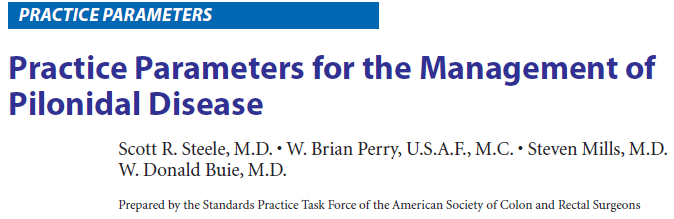 PRACTICE PARAMETERS
Practice Parameters for the Management of
Pilonidal Disease
Scott R. Steele, M.D. • W. Brian Perry, U.S.A.F., M.C. • Steven Mills, M.D.
W. Donald Buie, M.D.
Prepared by the Standards Practice Task Force of the American Society of Colon and Rectal Surgeons